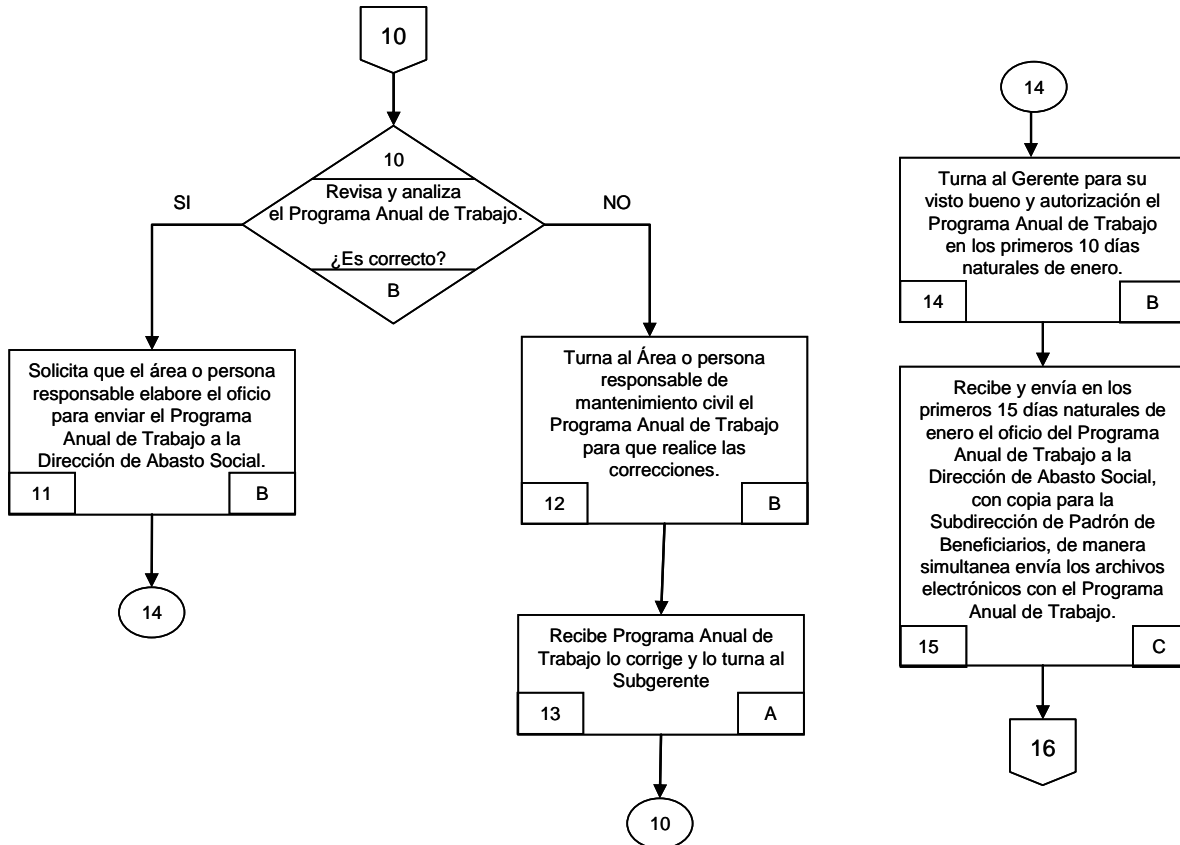 10
10
Revisa y analiza
el Programa Anual de Trabajo.
¿Es correcto?
B
SI
NO
Solicita que el área o persona
responsable elabore el oficio
para enviar el Programa
Anual de Trabajo a la
Dirección de Abasto Social.
11
B
14
Turna al Área o persona
responsable de
mantenimiento civil el
Programa Anual de Trabajo
para que realice las
correcciones.
12
B
Recibe Programa Anual de
Trabajo lo corrige y lo turna al
Subgerente
13
A
10
14
Turna al Gerente para su
visto bueno y autorización el
Programa Anual de Trabajo
en los primeros 10 días
naturales de enero.
14
B
Recibe y envía en los
primeros 15 días naturales de
enero el oficio del Programa
Anual de Trabajo a la
Dirección de Abasto Social,
con copia para la
Subdirección de Padrón de
Beneficiarios, de manera
simultanea envía los archivos
electrónicos con el Programa
Anual de Trabajo.
15
C
16